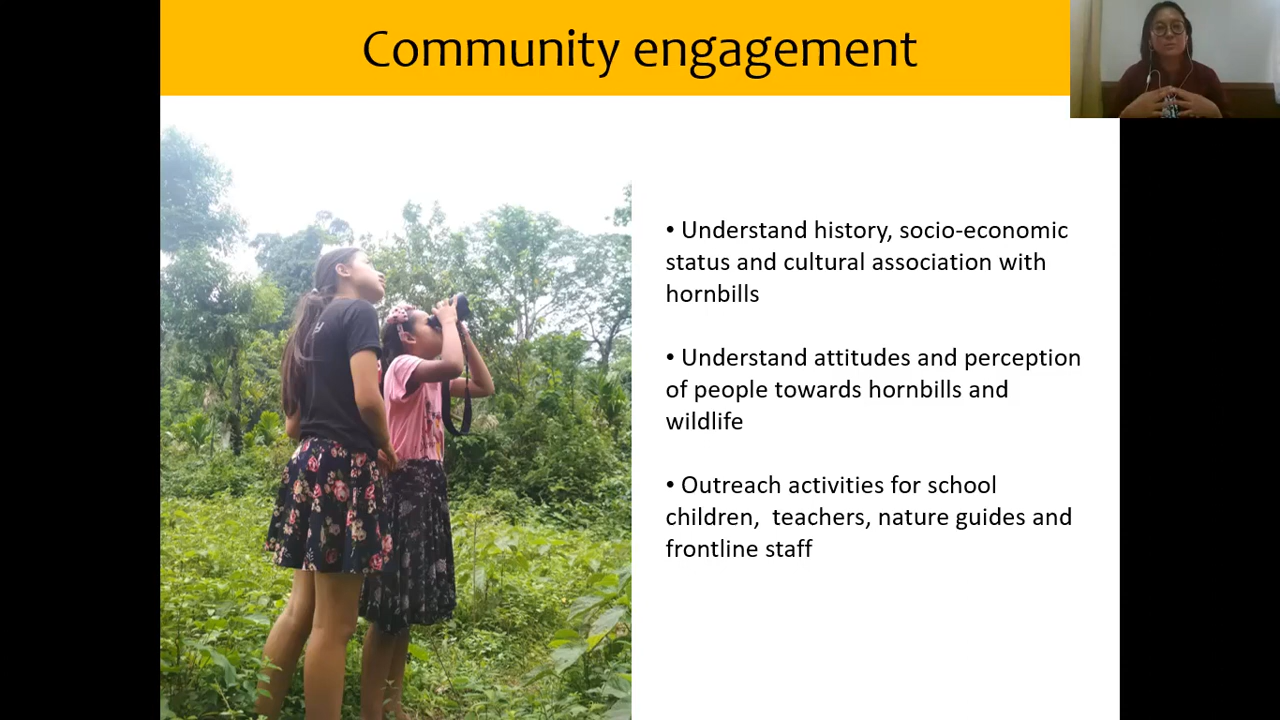 Community engagement
• Understand history, socio-economic
status and cultural association with
hornbills
• Understand attitudes and perception
of people towards hornbills and
wildlife
• Outreach activities for school
children,  teachers, nature guides and
frontline staff